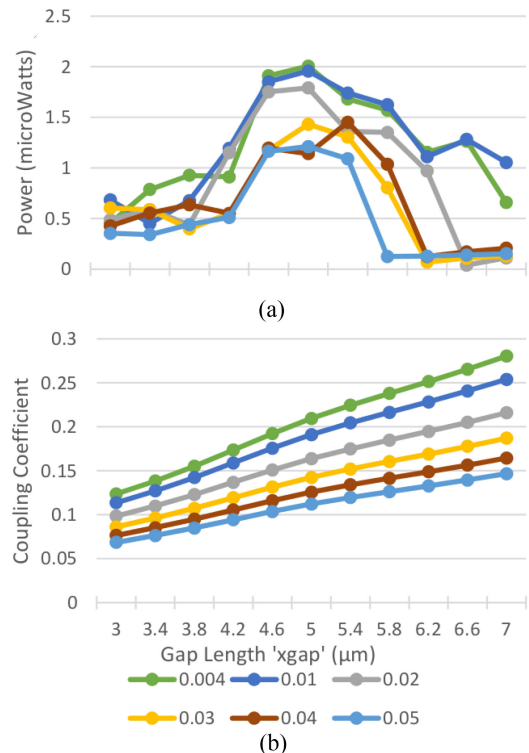 Power (microWatts)
2.5
2
1.5
1
0.5
0
(a)
Coupling Coefficient
0.3
0.25
0.2
0.15
0.1
0.05
0
3 3.4 3.8 4.2 4.6 5 5.4 5.8 6.2 6.6 7
Gap Length 'xgap' (μm)
0.004 0.01 0.02
0.03 0.04 0.05
(b)